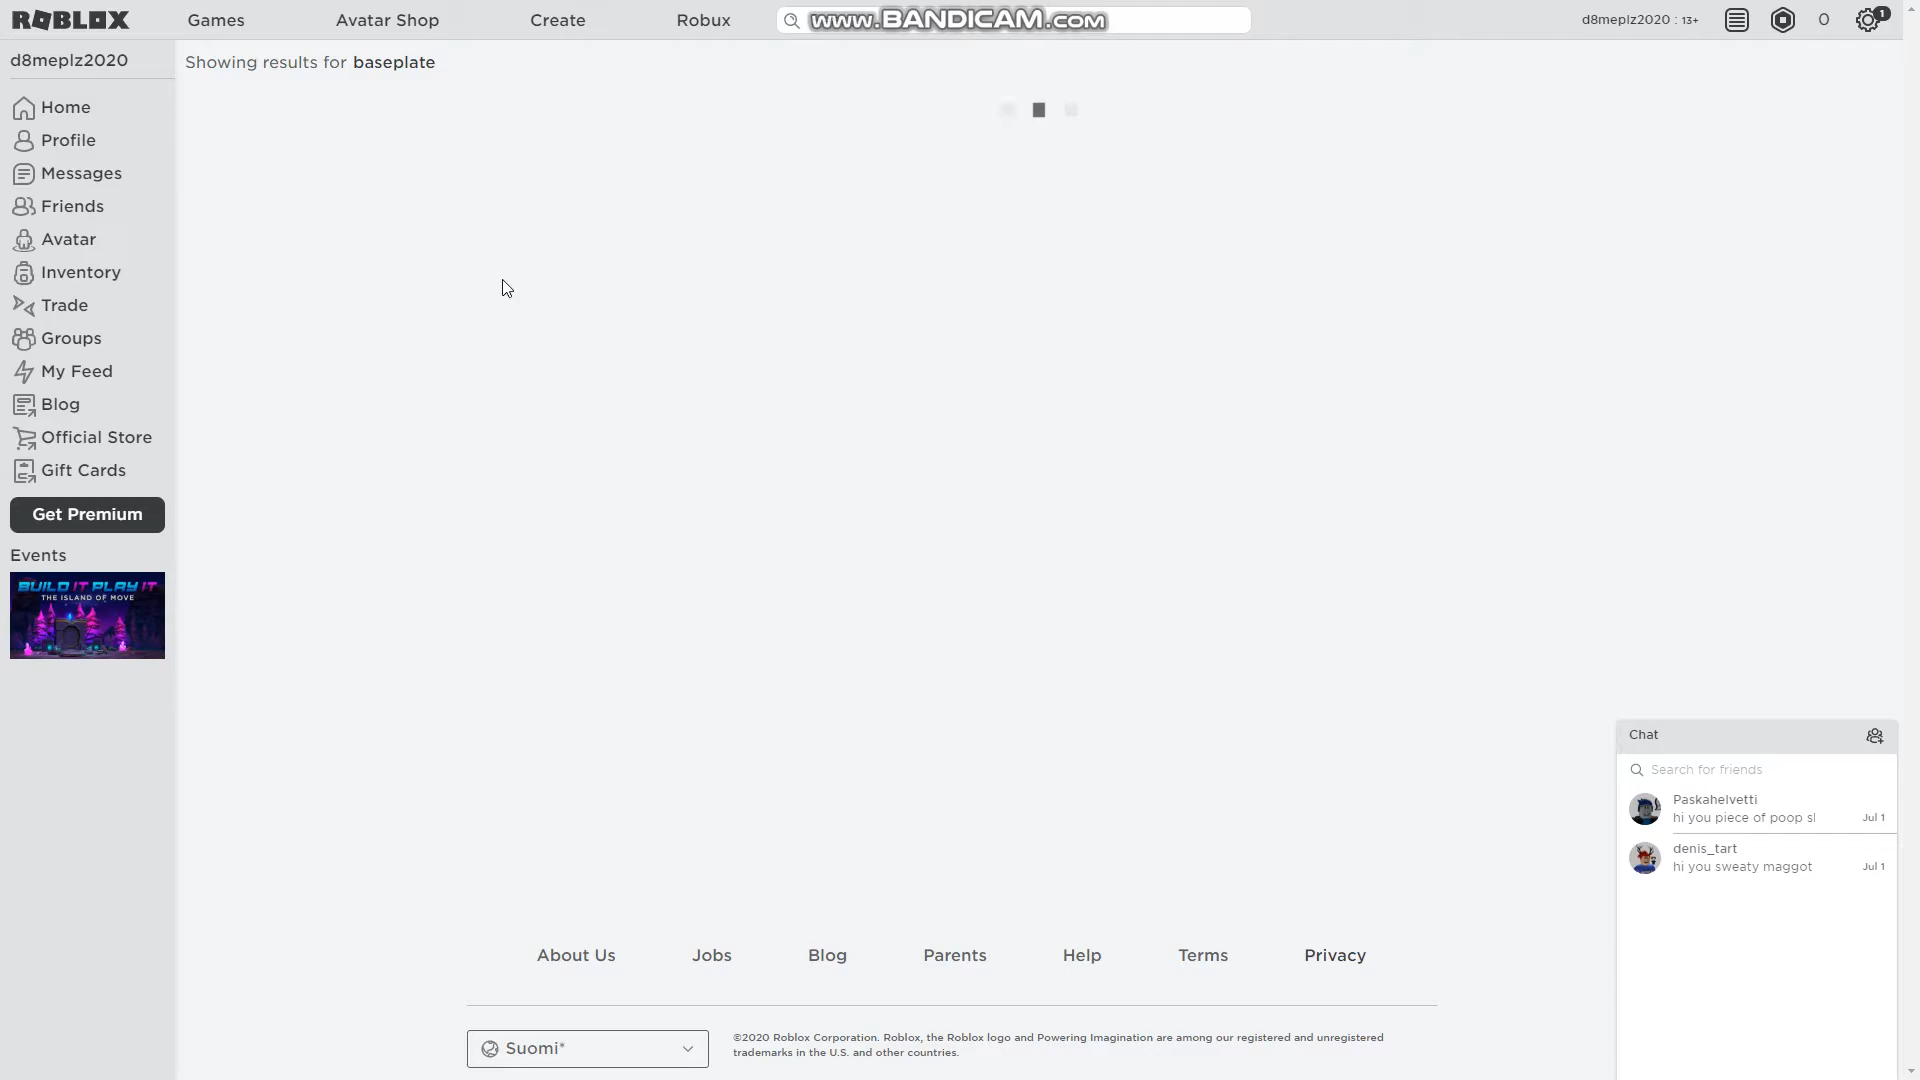 ROBLOX
Games
Avatar Shop
Create
Robux
www.BANDICAM.com
d8meplz2020 : 13+
0
1
d8meplz2020
Showing results for baseplate
Home
Profile
Messages
Friends
Avatar
Inventory
Trade
Groups
My Feed
Blog
Official Store
Gift Cards
Get Premium
Events
BUILD IT PLAY IT
THE ISLAND OF MOVE
Chat
Search for friends
Paskahelvetti
hi you piece of poop sl
Jul 1
denis_tart
hi you sweaty maggot
Jul 1
About Us
Jobs
Blog
Parents
Help
Terms
Privacy
Suomi*
©2020 Roblox Corporation. Roblox, the Roblox logo and Powering Imagination are among our registered and unregistered
trademarks in the U.S. and other countries.